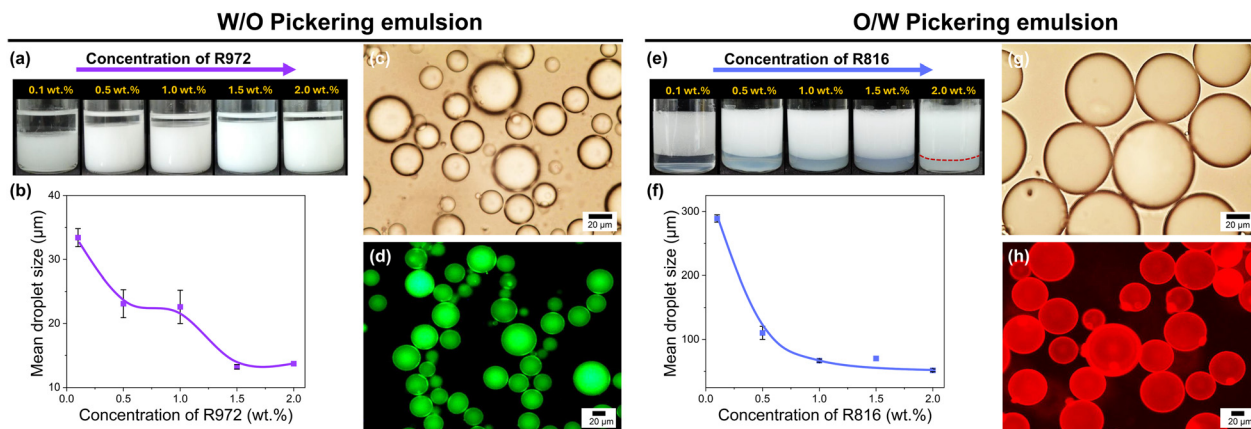 W/O Pickering emulsion
(a)
Concentration of R972
0.1 wt.% 0.5 wt.% 1.0 wt.% 1.5 wt.% 2.0 wt.%
(b)
40
30
20
10
Mean droplet size (μm)
0.0 0.5 1.0 1.5 2.0
Concentration of R972 (wt.%)
(c)
20 μm
(d)
20 μm
O/W Pickering emulsion
(e)
Concentration of R816
0.1 wt.% 0.5 wt.% 1.0 wt.% 1.5 wt.% 2.0 wt.%
(f)
300
200
100
0
Mean droplet size (μm)
0.0 0.5 1.0 1.5 2.0
Concentration of R816 (wt.%)
(g)
20 μm
(h)
20 μm